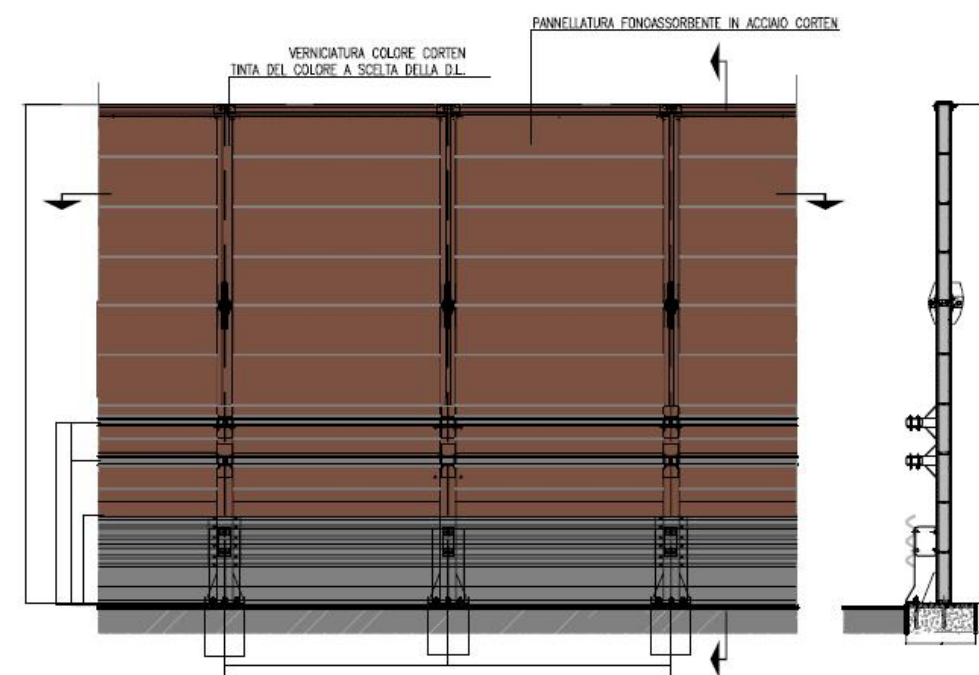 PANNELLATURA FONOASSORBENTE IN ACCIAIO CORTEN
VERNICIATURA COLORE CORTEN
TINTA DEL COLORE A SCELTA DELLA D.L.